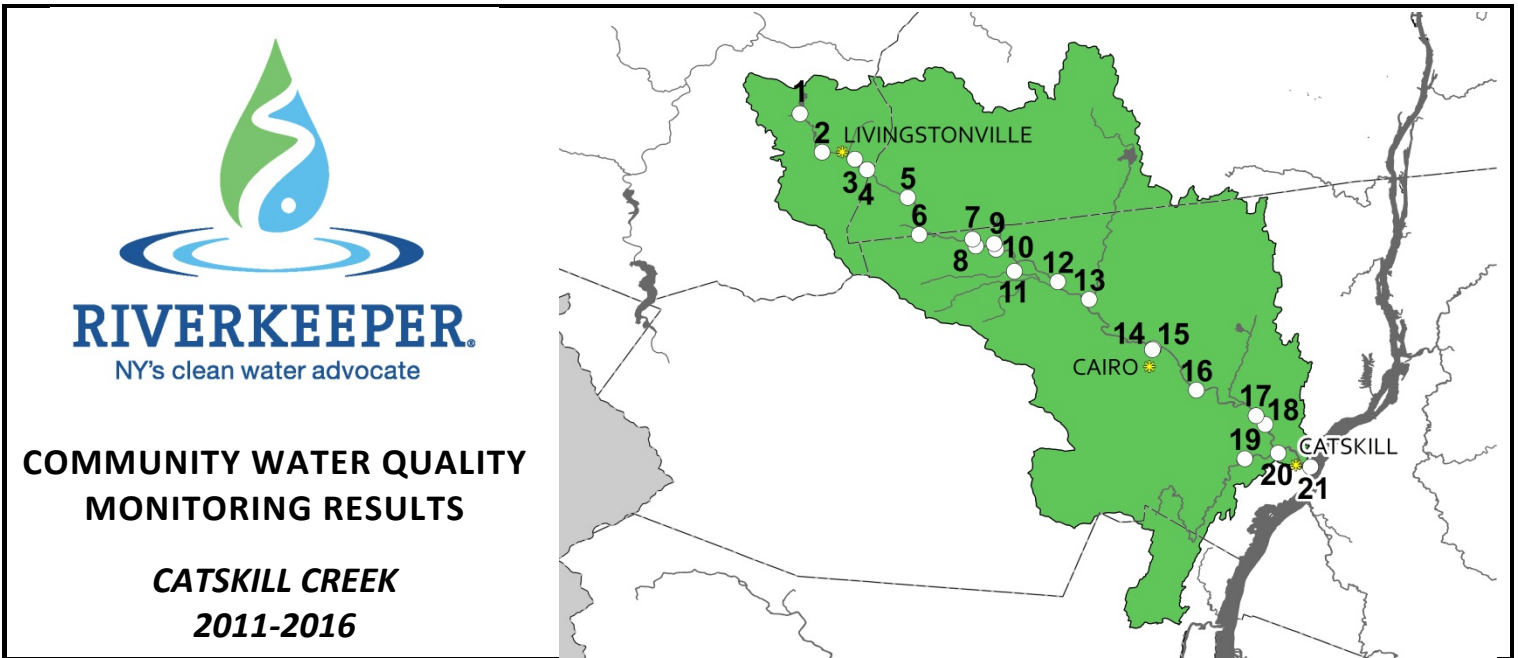 RIVERKEEPER.
NY's clean water advocate
COMMUNITY WATER QUALITY
MONITORING RESULTS
CATSKILL CREEK
2011-2016
1
2
LIVINGSTONVILLE
3
4
5
6
7
9
8
10
11
12
13
14
15
CAIRO
16
17
18
19
CATSKILL
20
21